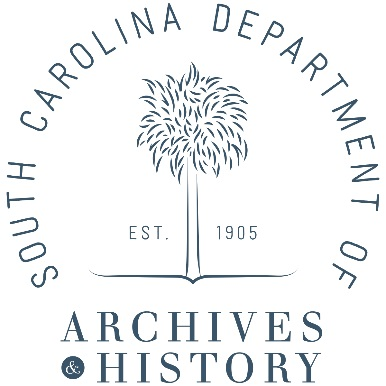 SOUTH CAROLINA DEPARTMENT OF
EST. 1905
ARCHIVES
& HISTORY